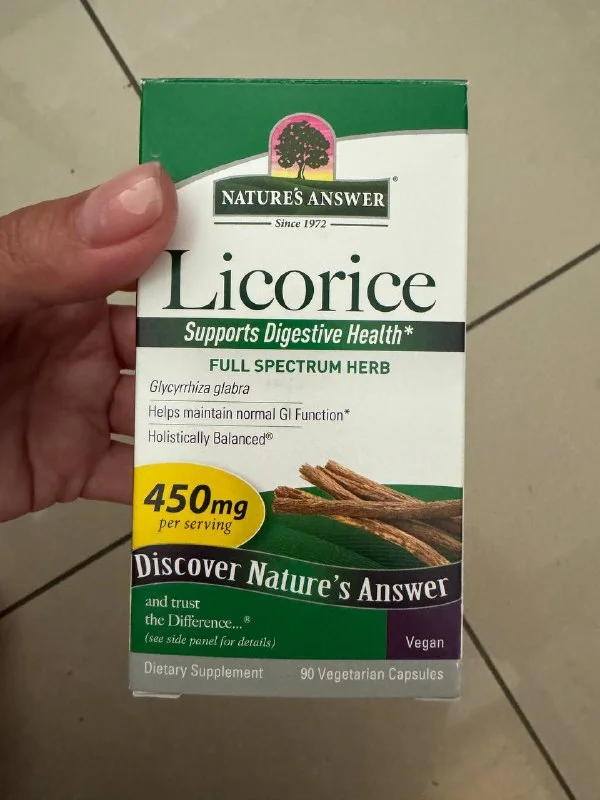 NATURE'S ANSWER®
Since 1972
Licorice
Supports Digestive Health*
FULL SPECTRUM HERB
Glycyrrhiza glabra
Helps maintain normal GI Function*
Holistically Balanced®
450mg
per serving
Discover Nature's Answer
and trust
the Difference...®
(see side panel for details)
Vegan
Dietary Supplement
90 Vegetarian Capsules